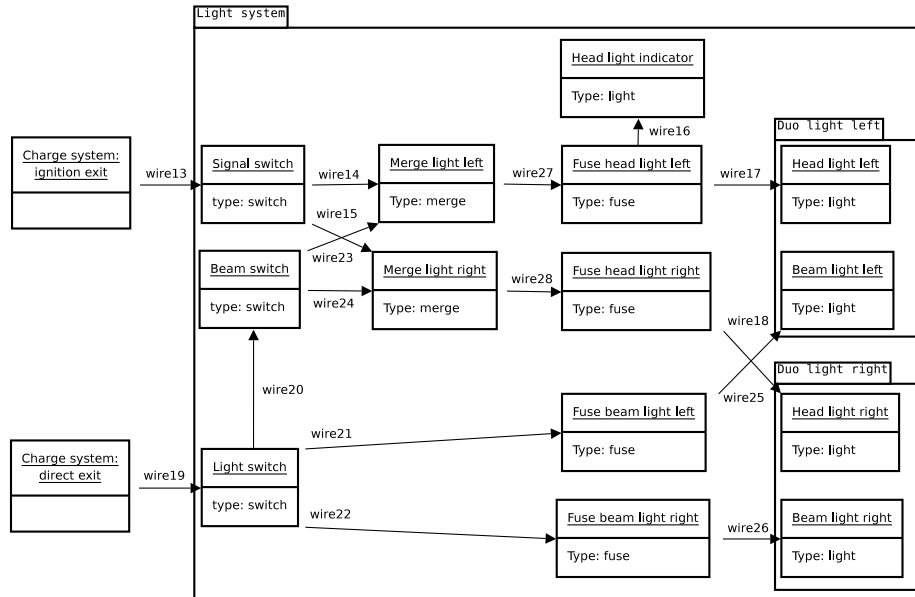 Light system
Head light indicator
Type: light
wire16
Duo light left
Charge system:
ignition exit
wire13
Signal switch
type: switch
wire14
Merge light left
Type: merge
wire27
Fuse head light left
Type: fuse
wire17
Head light left
Type: light
wire15
wire23
Beam switch
type: switch
wire24
Merge light right
Type: merge
wire28
Fuse head light right
Type: fuse
wire18
Beam light left
Type: light
Duo light right
wire20
wire21
Fuse beam light left
Type: fuse
wire25
Head light right
Type: light
Charge system:
direct exit
wire19
Light switch
type: switch
wire22
Fuse beam light right
Type: fuse
wire26
Beam light right
Type: light